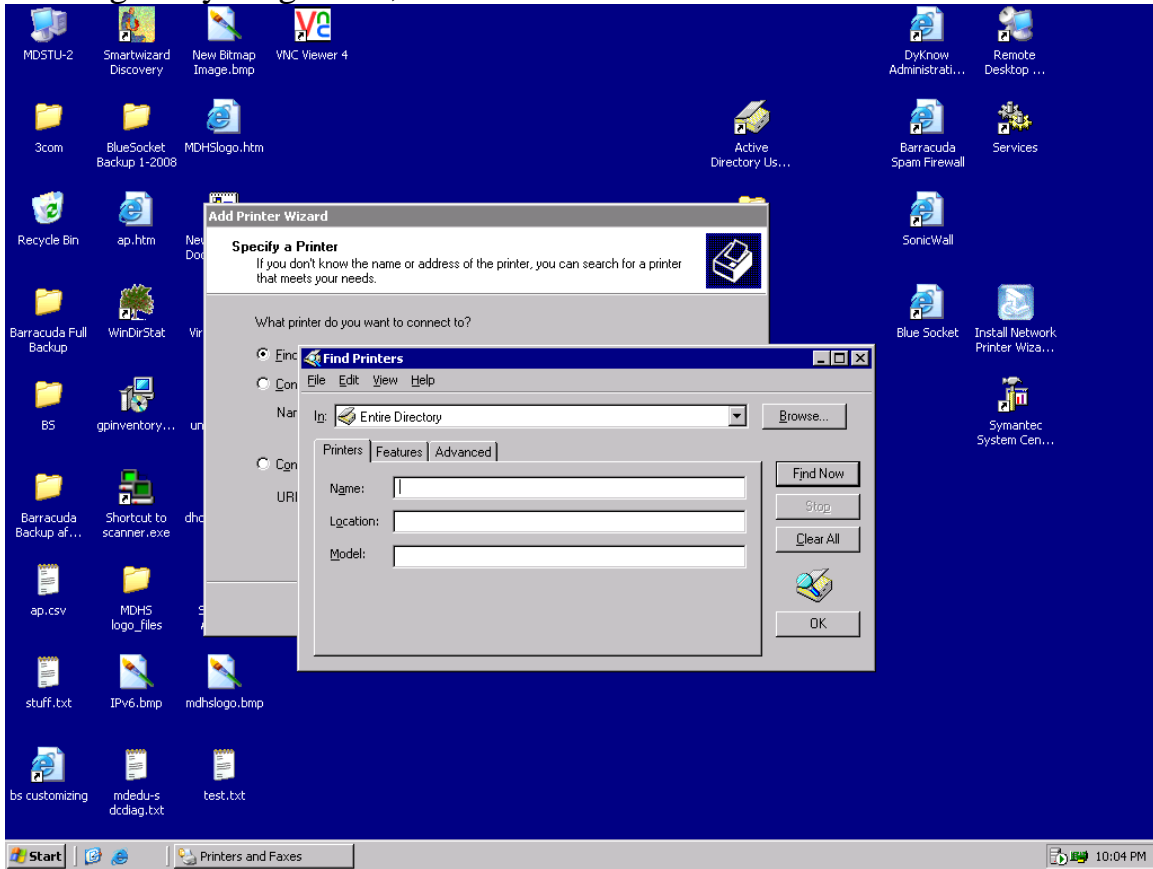 MDSTU-2
Smartwizard
Discovery
New Bitmap
Image.bmp
VNC Viewer 4
DyKnow
Administrati...
Remote
Desktop ...
3com
BlueSocket
Backup 1-2008
MDHSlogo.htm
Active
Directory Us...
Barracuda
Spam Firewall
Services
Recycle Bin
ap.htm
SonicWall
Barracuda Full
Backup
WinDirStat
Vir
Blue Socket
Install Network
Printer Wiza...
BS
gpinventory...
un
Symantec
System Cen...
Barracuda
Backup af...
Shortcut to
scanner.exe
dhc
ap.csv
MDHS
logo_files
stuff.txt
IPv6.bmp
mdhslogo.bmp
bs customizing
mdedu-s
dcdiag.txt
test.txt
Add Printer Wizard
Specify a Printer
If you don't know the name or address of the printer, you can search for a printer
that meets your needs.
What printer do you want to connect to?
Find Printers
File Edit View Help
In: Entire Directory Browse...
Printers Features Advanced
Name:
Location:
Model:
Find Now
Stop
Clear All
OK
Start Printers and Faxes 10:04 PM